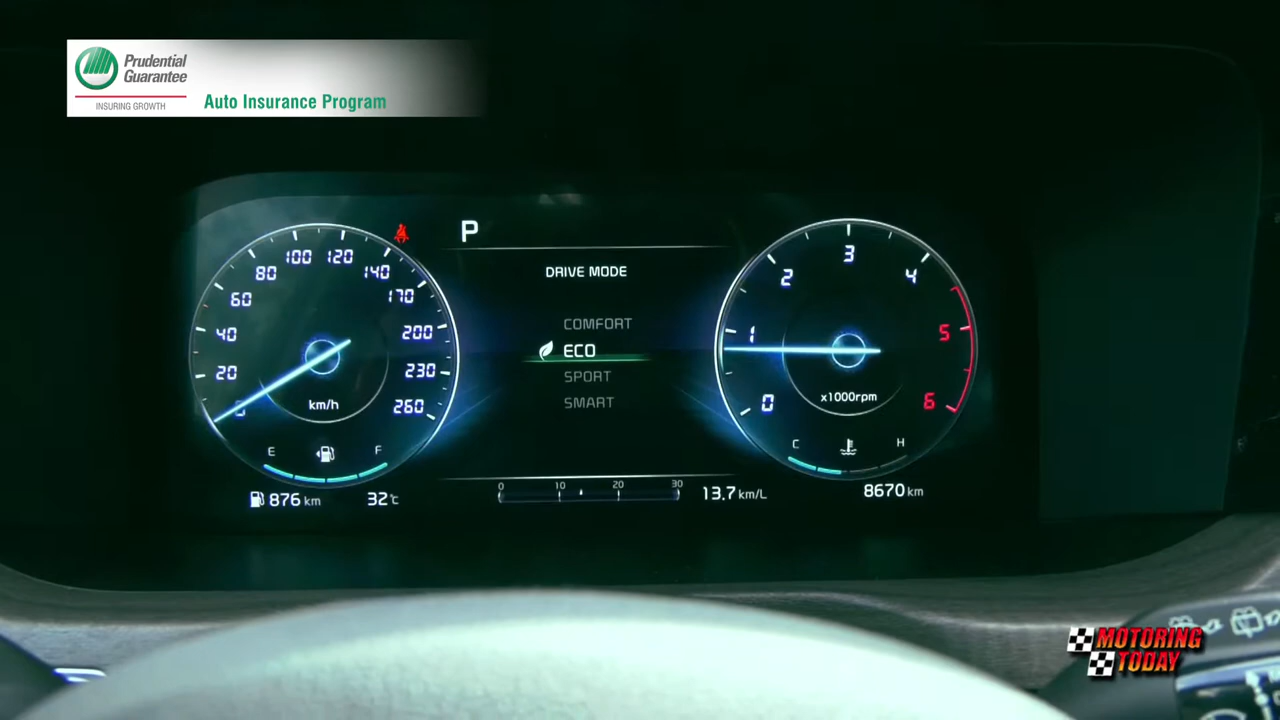 Prudential
Guarantee
INSURING GROWTH
Auto Insurance Program
P
DRIVE MODE
COMFORT
ECO
SPORT
SMART
0
20
40
60
80
100
120
140
170
200
230
260
km/h
E
F
876 km
32°C
0 10 20 30
13.7 km/L
0
1
2
3
4
5
6
x1000rpm
C
H
8670 km
MOTORING
TODAY